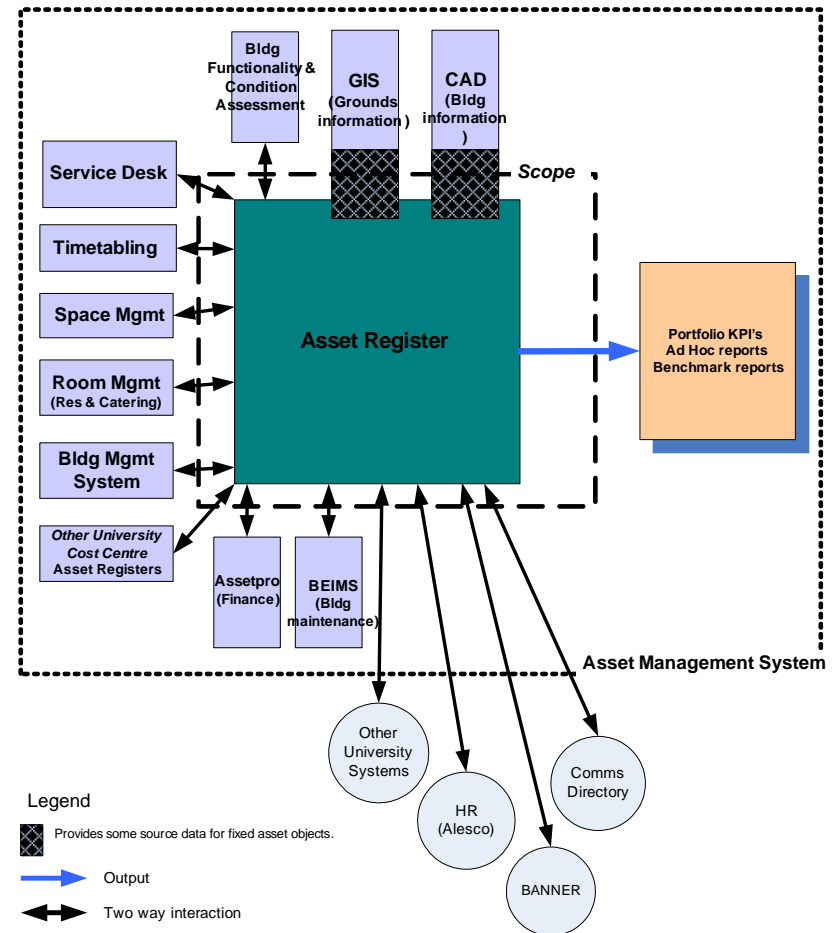 Bldg
Functionality &
Condition
Assessment
GIS
(Grounds
information )
CAD
(Bldg
information
)
Scope
Service Desk
Timetabling
Space Mgmt
Room Mgmt
(Res & Catering)
Bldg Mgmt
System
Other University
Cost Centre
Asset Registers
Asset Register
Portfolio KPI's
Ad Hoc reports
Benchmark reports
Assetpro
(Finance)
BEIMS
(Bldg
maintenance)
Asset Management System
Other
University
Systems
HR
(Alesco)
BANNER
Comms
Directory
Legend
Provides some source data for fixed asset objects.
Output
Two way interaction